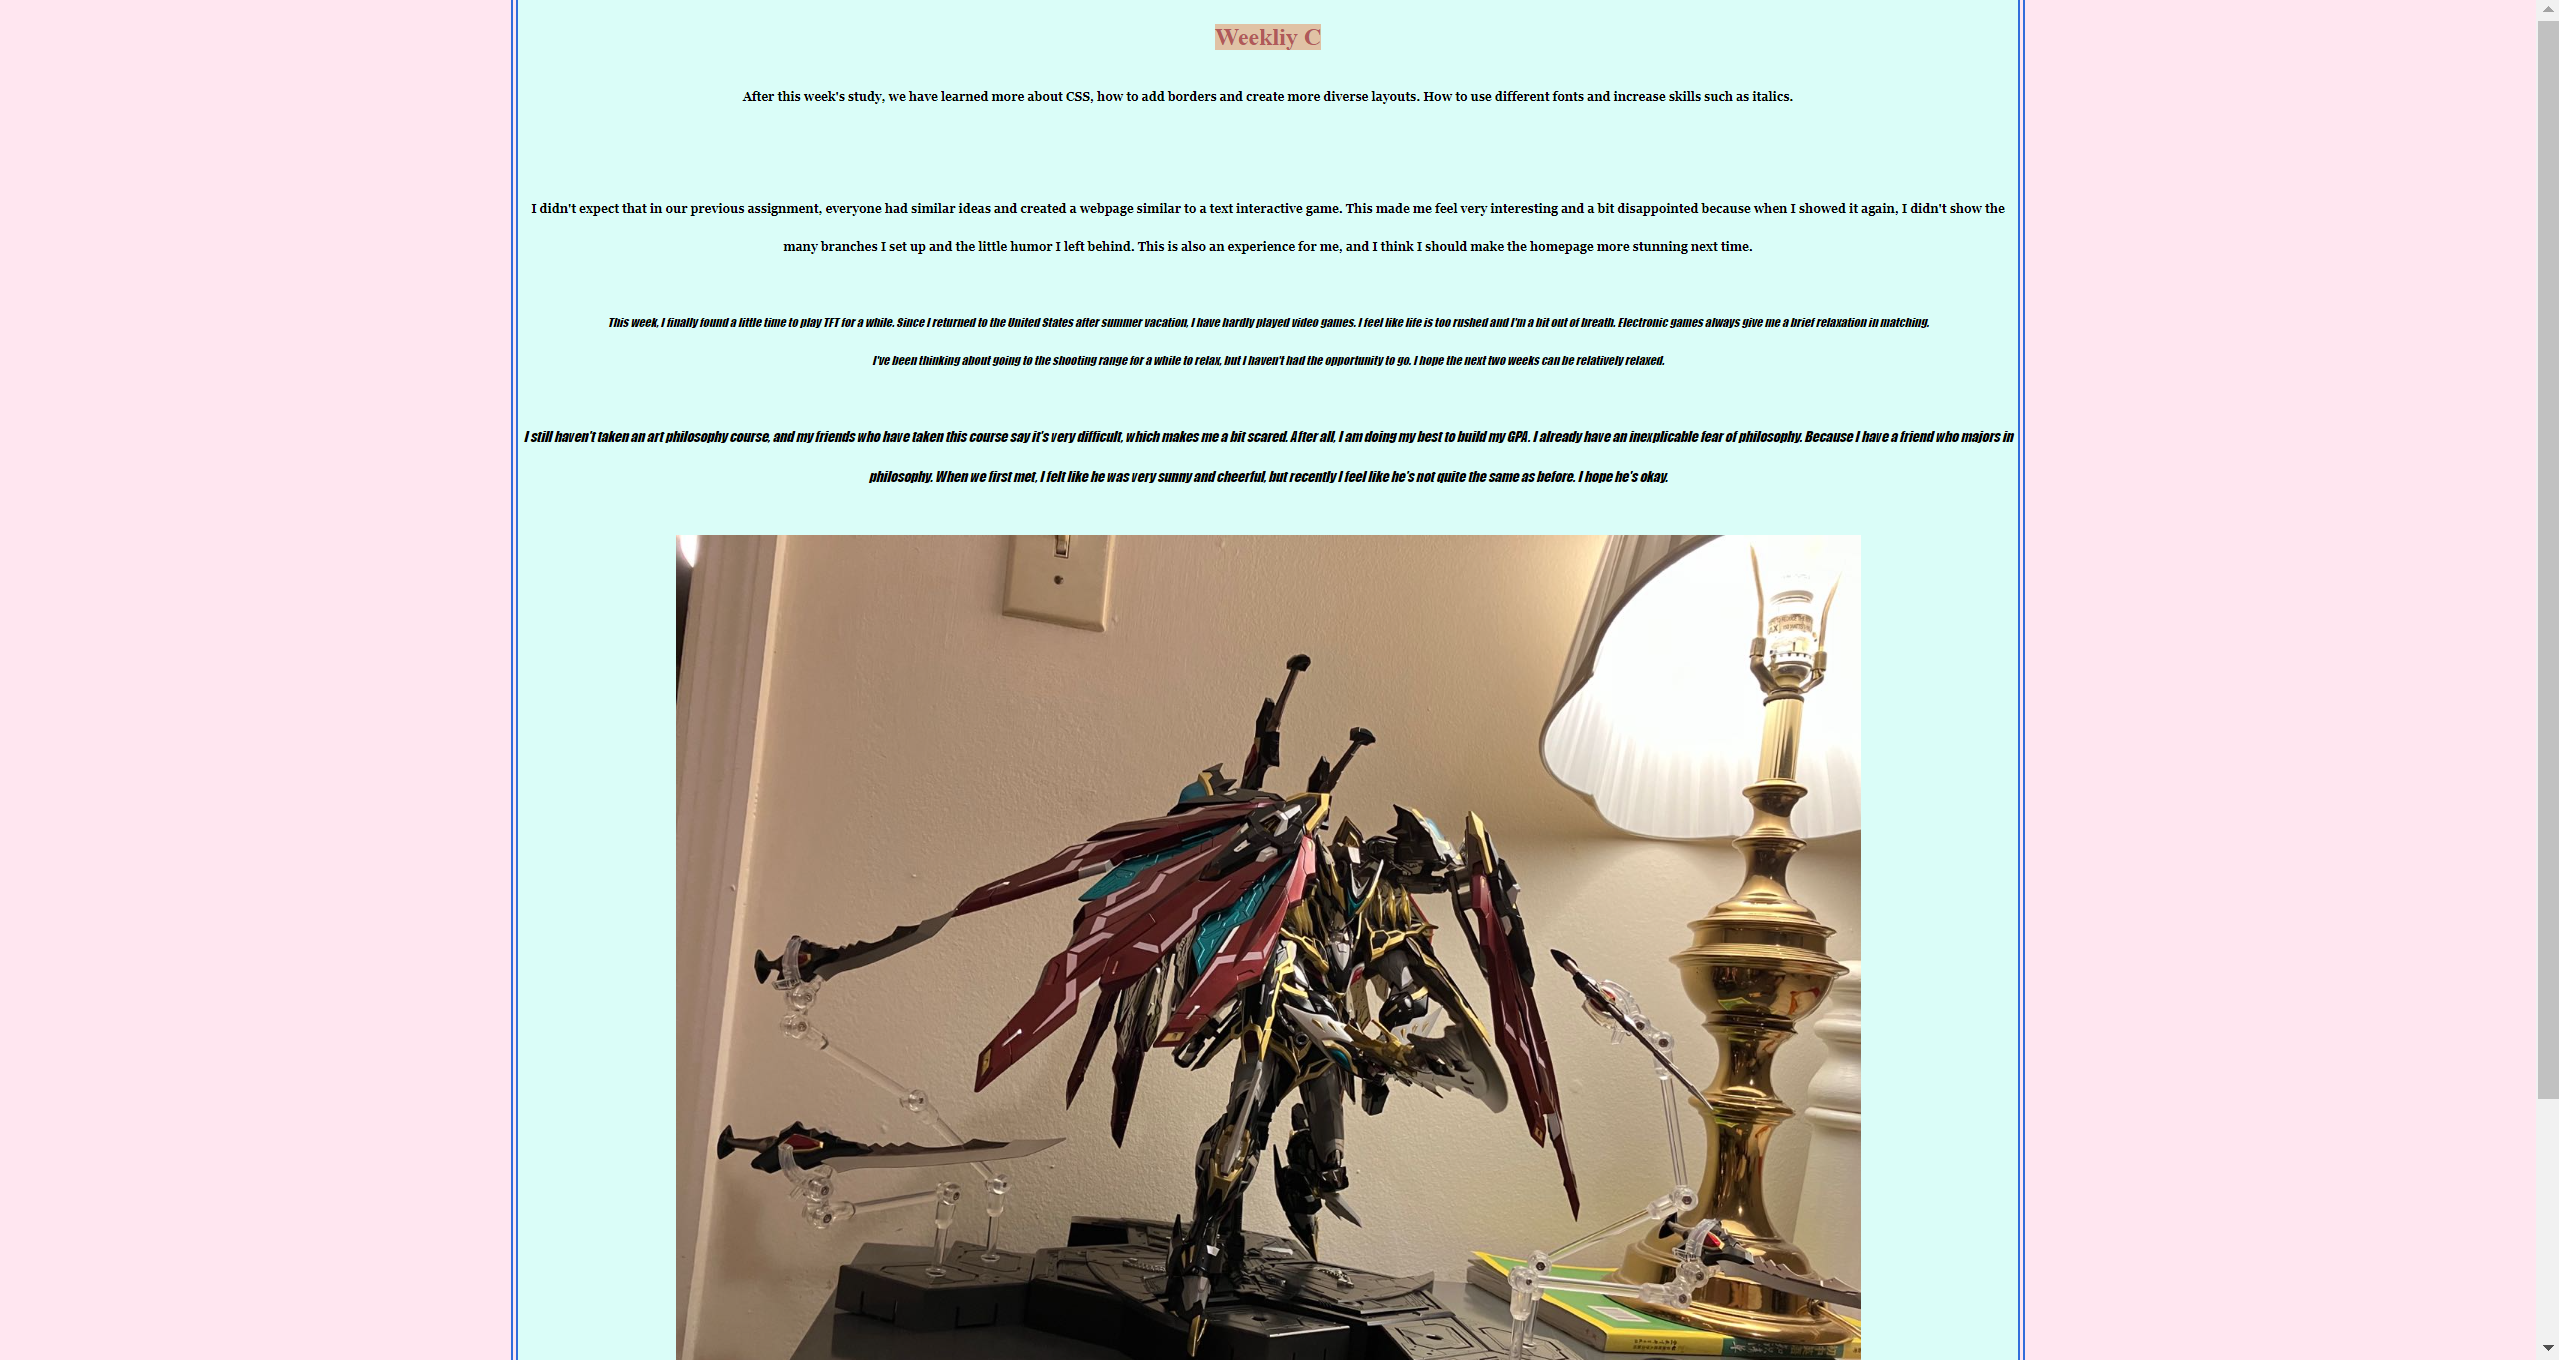 Weekliy C
After this week's study, we have learned more about CSS, how to add borders and create more diverse layouts. How to use different fonts and increase skills such as italics.
I didn't expect that in our previous assignment, everyone had similar ideas and created a webpage similar to a text interactive game. This made me feel very interesting and a bit disappointed because when I showed it again, I didn't show the
many branches I set up and the little humor I left behind. This is also an experience for me, and I think I should make the homepage more stunning next time.
This week, I finally found a little time to play TFT for a while. Since I returned to the United States after summer vacation, I have hardly played video games. I feel like life is too rushed and I'm a bit out of breath. Electronic games always give me a brief relaxation in matching.
I've been thinking about going to the shooting range for a while to relax, but I haven't had the opportunity to go. I hope the next two weeks can be relatively relaxed.
I still haven't taken an art philosophy course, and my friends who have taken this course say it's very difficult, which makes me a bit scared. After all, I am doing my best to build my GPA. I already have an inexplicable fear of philosophy. Because I have a friend who majors in
philosophy. When we first met, I felt like he was very sunny and cheerful, but recently I feel like he's not quite the same as before. I hope he's okay.